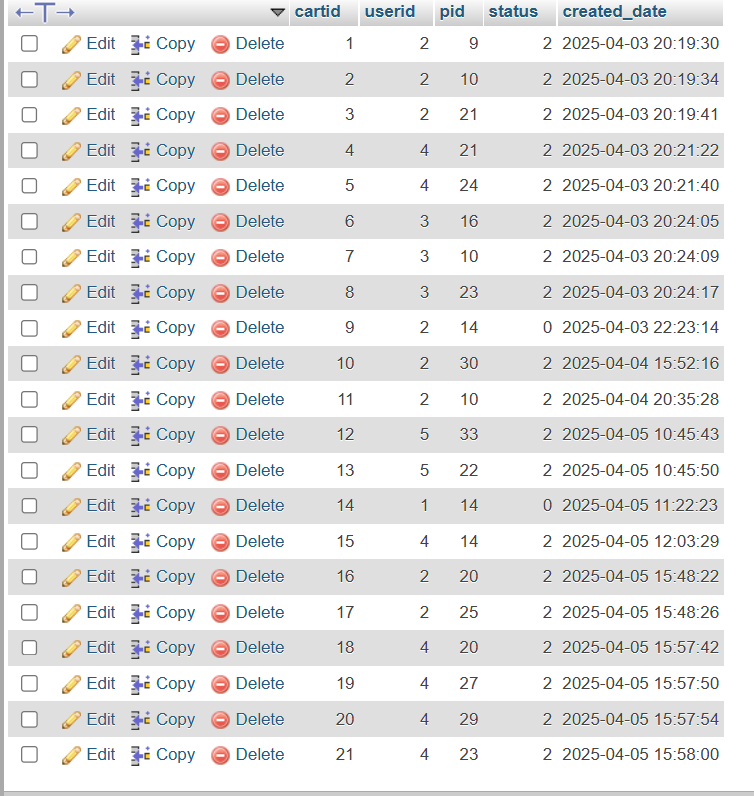 cartid userid pid status created_date
Edit Copy Delete 1 2 9 2 2025-04-03 20:19:30
Edit Copy Delete 2 2 10 2 2025-04-03 20:19:34
Edit Copy Delete 3 2 21 2 2025-04-03 20:19:41
Edit Copy Delete 4 4 21 2 2025-04-03 20:21:22
Edit Copy Delete 5 4 24 2 2025-04-03 20:21:40
Edit Copy Delete 6 3 16 2 2025-04-03 20:24:05
Edit Copy Delete 7 3 10 2 2025-04-03 20:24:09
Edit Copy Delete 8 3 23 2 2025-04-03 20:24:17
Edit Copy Delete 9 2 14 0 2025-04-03 22:23:14
Edit Copy Delete 10 2 30 2 2025-04-04 15:52:16
Edit Copy Delete 11 2 10 2 2025-04-04 20:35:28
Edit Copy Delete 12 5 33 2 2025-04-05 10:45:43
Edit Copy Delete 13 5 22 2 2025-04-05 10:45:50
Edit Copy Delete 14 1 14 0 2025-04-05 11:22:23
Edit Copy Delete 15 4 14 2 2025-04-05 12:03:29
Edit Copy Delete 16 2 20 2 2025-04-05 15:48:22
Edit Copy Delete 17 2 25 2 2025-04-05 15:48:26
Edit Copy Delete 18 4 20 2 2025-04-05 15:57:42
Edit Copy Delete 19 4 27 2 2025-04-05 15:57:50
Edit Copy Delete 20 4 29 2 2025-04-05 15:57:54
Edit Copy Delete 21 4 23 2 2025-04-05 15:58:00